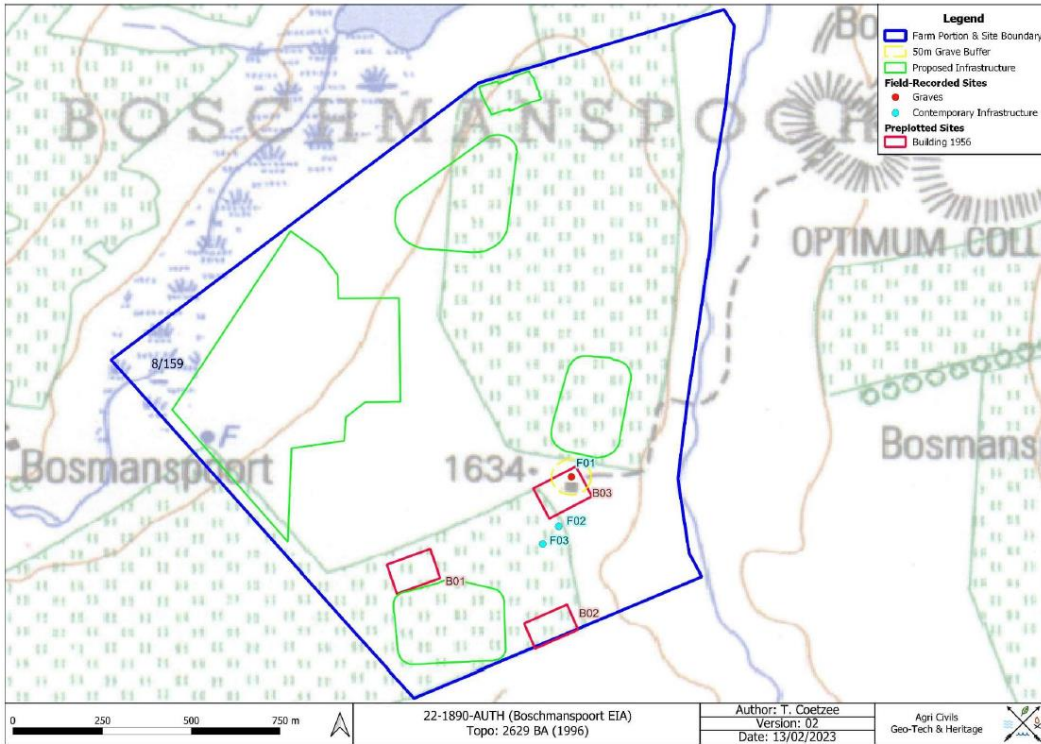 Legend
Farm Portion & Site Boundary
50m Grave Buffer
Proposed Infrastructure
Field-Recorded Sites
Graves
Contemporary Infrastructure
Preplotted Sites
Building 1956
Bo
BOSCHMANSPOO
OPTIMUM COLL
8/159
F
Bosmanspoort
1634
F01
B03
Bosmans
F02
F03
B01
B02
0 250 500 750 m
22-1890-AUTH (Boschmanspoort EIA)
Topo: 2629 BA (1996)
Author: T. Coetzee
Version: 02
Date: 13/02/2023
Agri Civils
Geo-Tech & Heritage